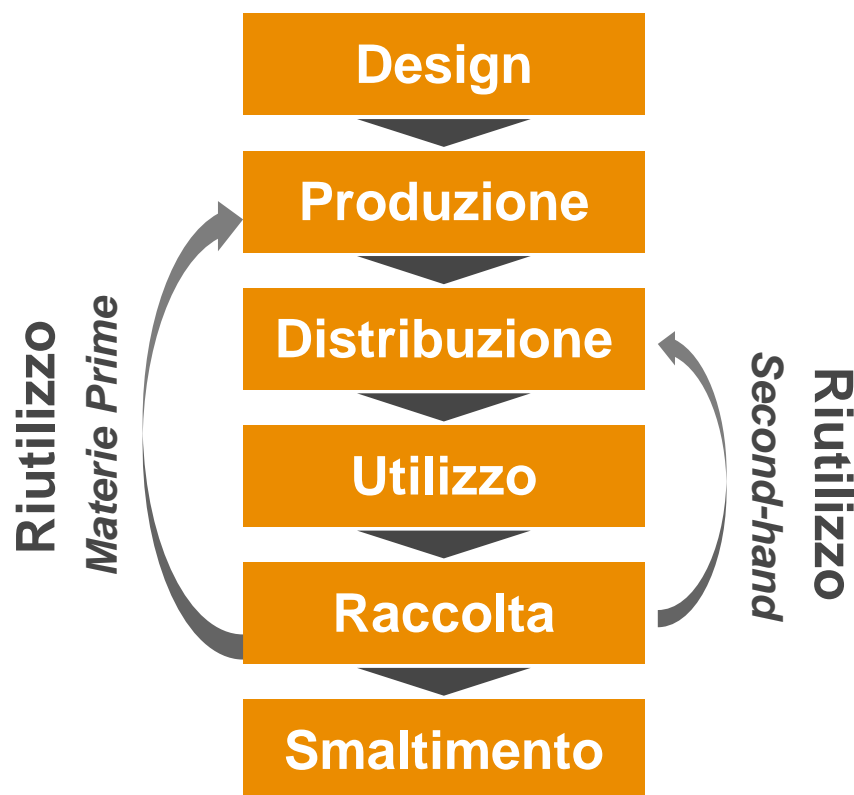 Design
Produzione
Distribuzione
Utilizzo
Raccolta
Smaltimento
Riutilizzo
Materie Prime
Riutilizzo
Second-hand